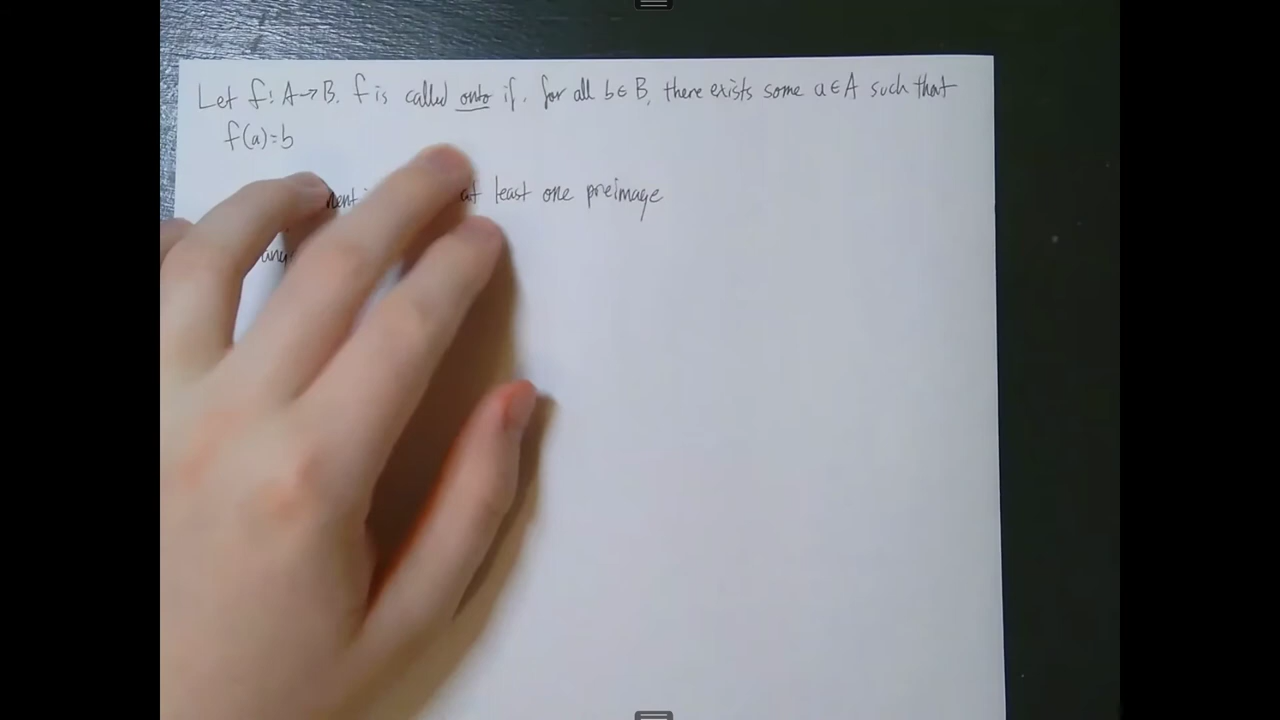 Let f: A→B. f is called onto if, for all b∈B, there exists some a∈A such that
f(a)=b
at least one preimage